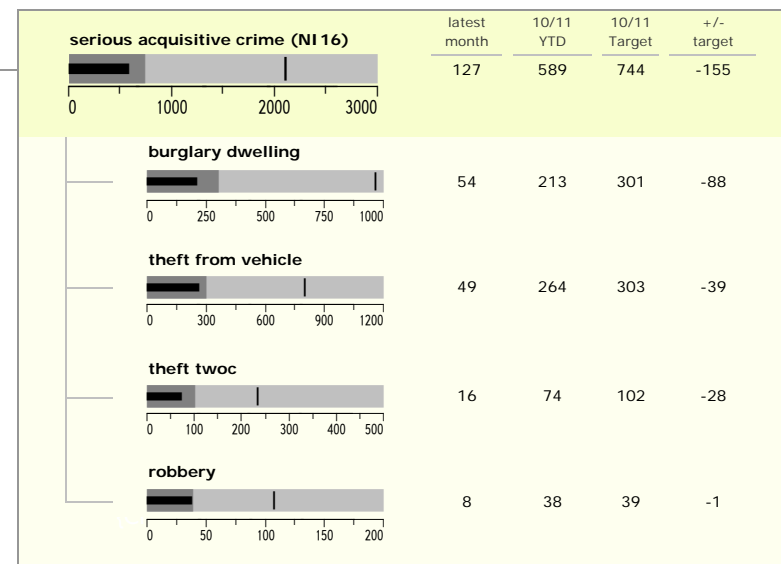 latest 10/11 10/11 +/-
serious acquisitive crime (NI 16) month YTD Target target
127 589 744 -155
0 1000 2000 3000
burglary dwelling
54 213 301 -88
0 250 500 750 1000
theft from vehicle
49 264 303 -39
0 300 600 900 1200
theft twoc
16 74 102 -28
0 100 200 300 400 500
robbery
8 38 39 -1
0 50 100 150 200